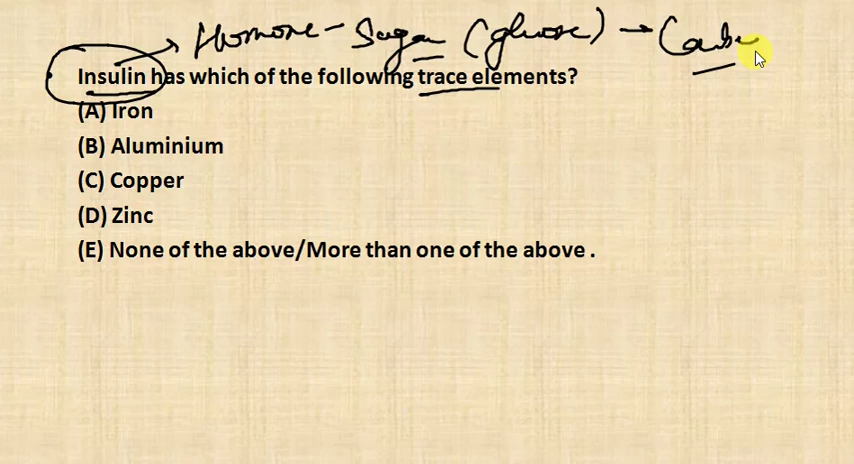 Hormone - Sugar (glucose) → Carb
Insulin has which of the following trace elements?
(A) Iron
(B) Aluminium
(C) Copper
(D) Zinc
(E) None of the above/More than one of the above .